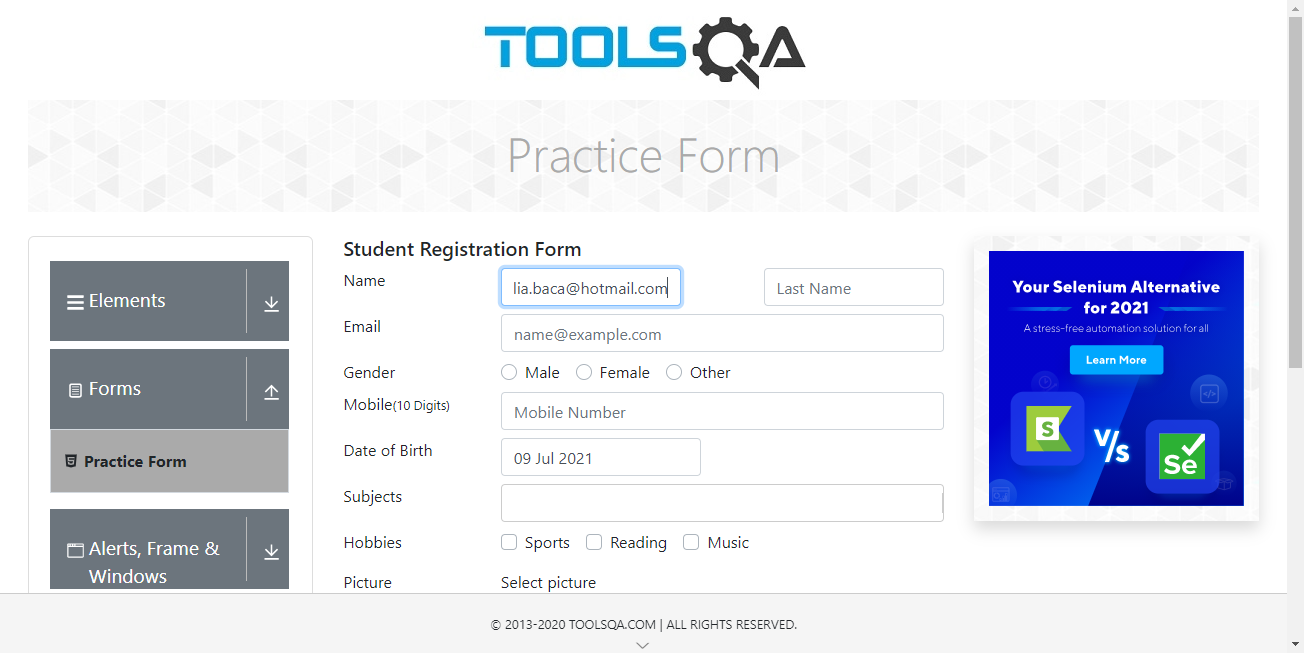 TOOLSQA
Practice Form
Elements
Forms
Practice Form
Alerts, Frame &
Windows
Student Registration Form
Name
lia.baca@hotmail.com
Last Name
Email
name@example.com
Gender
Male
Female
Other
Mobile(10 Digits)
Mobile Number
Date of Birth
09 Jul 2021
Subjects
Hobbies
Sports
Reading
Music
Picture
Select picture
Your Selenium Alternative
for 2021
A stress-free automation solution for all
Learn More
S
V/s
Se
© 2013-2020 TOOLSQA.COM | ALL RIGHTS RESERVED.